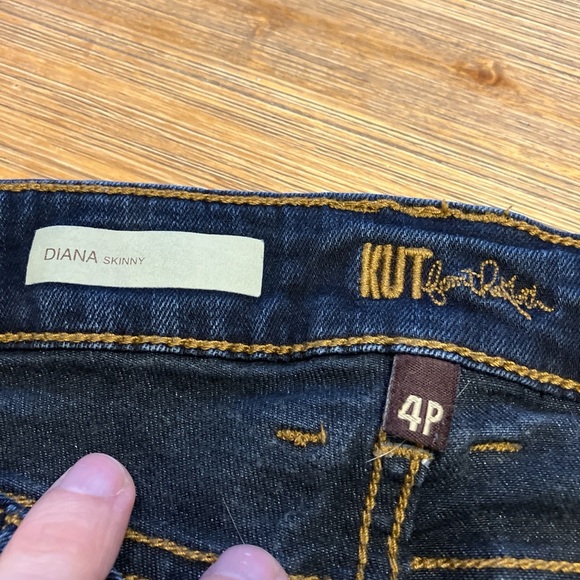 DIANA SKINNY
KUT from the Kloth
4P